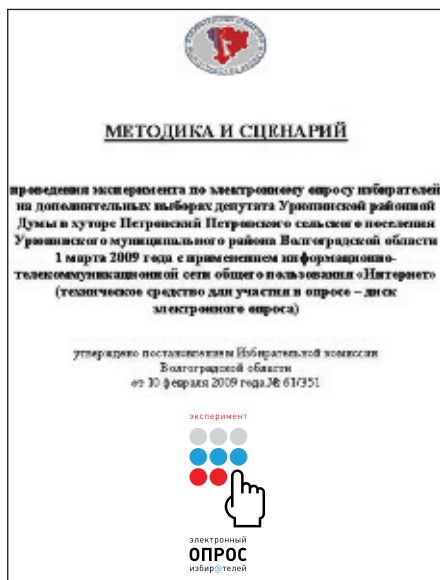 МЕТОДИКА И СЦЕНАРИЙ
проведения эксперимента по электронному опросу избирателей
на дополнительных выборах депутата Урюпинской районной
Думы в хуторе Петровский Петровского сельского поселения
Урюпинского муниципального района Волгоградской области
1 марта 2009 года с применением информационно-
телекоммуникационной сети общего пользования «Интернет»
(техническое средство для участия в опросе – диск
электронного опроса)
утверждено постановлением Избирательной комиссии
Волгоградской области
от 10 февраля 2009 года № 61/351
эксперимент
электронный
ОПРОС
избир@телей